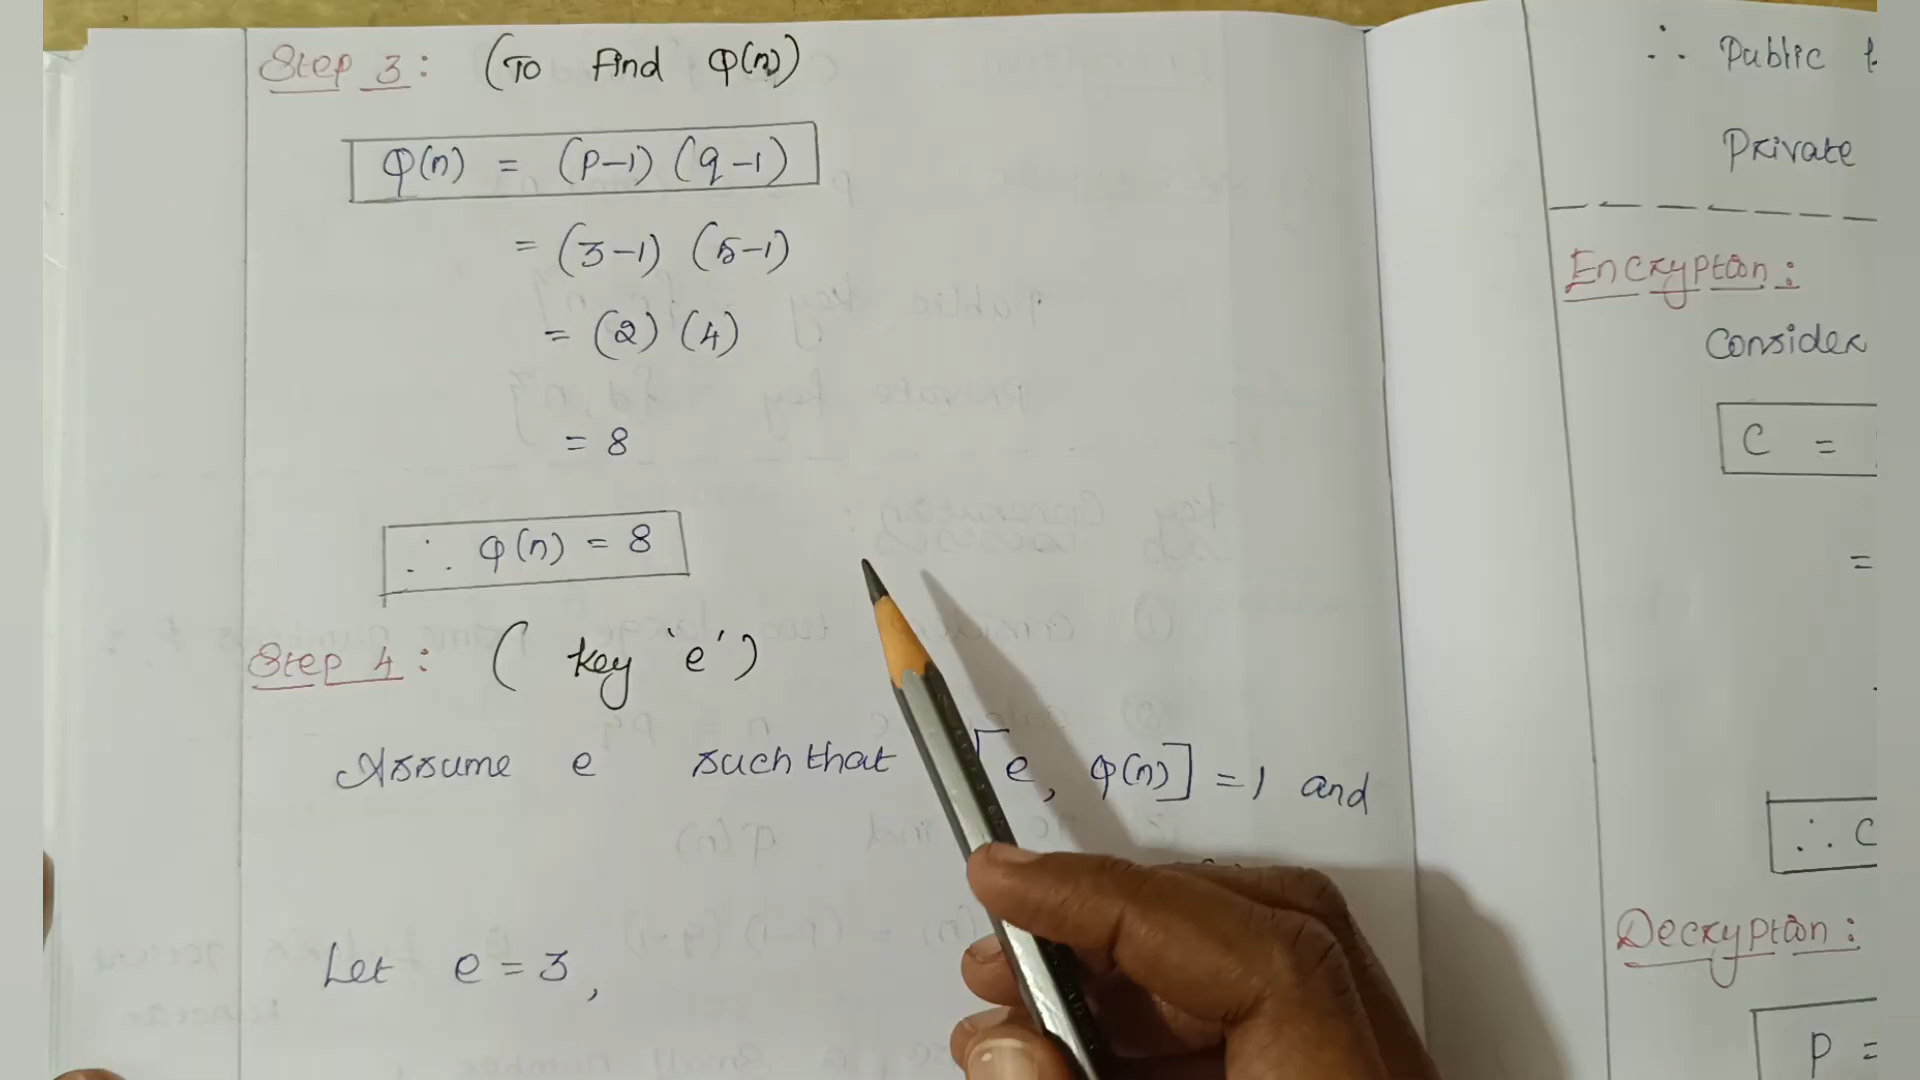 Step 3: (To Find φ(n))
φ(n) = (p-1) (q-1)
= (3-1) (5-1)
= (2) (4)
= 8
∴ φ(n) = 8
Step 4: (key 'e')
Assume e such that [e, φ(n)] = 1 and
Let e = 3,
∴ Public
Private
Encryption:
Consider
C =
=
∴ C
Decryption:
P =